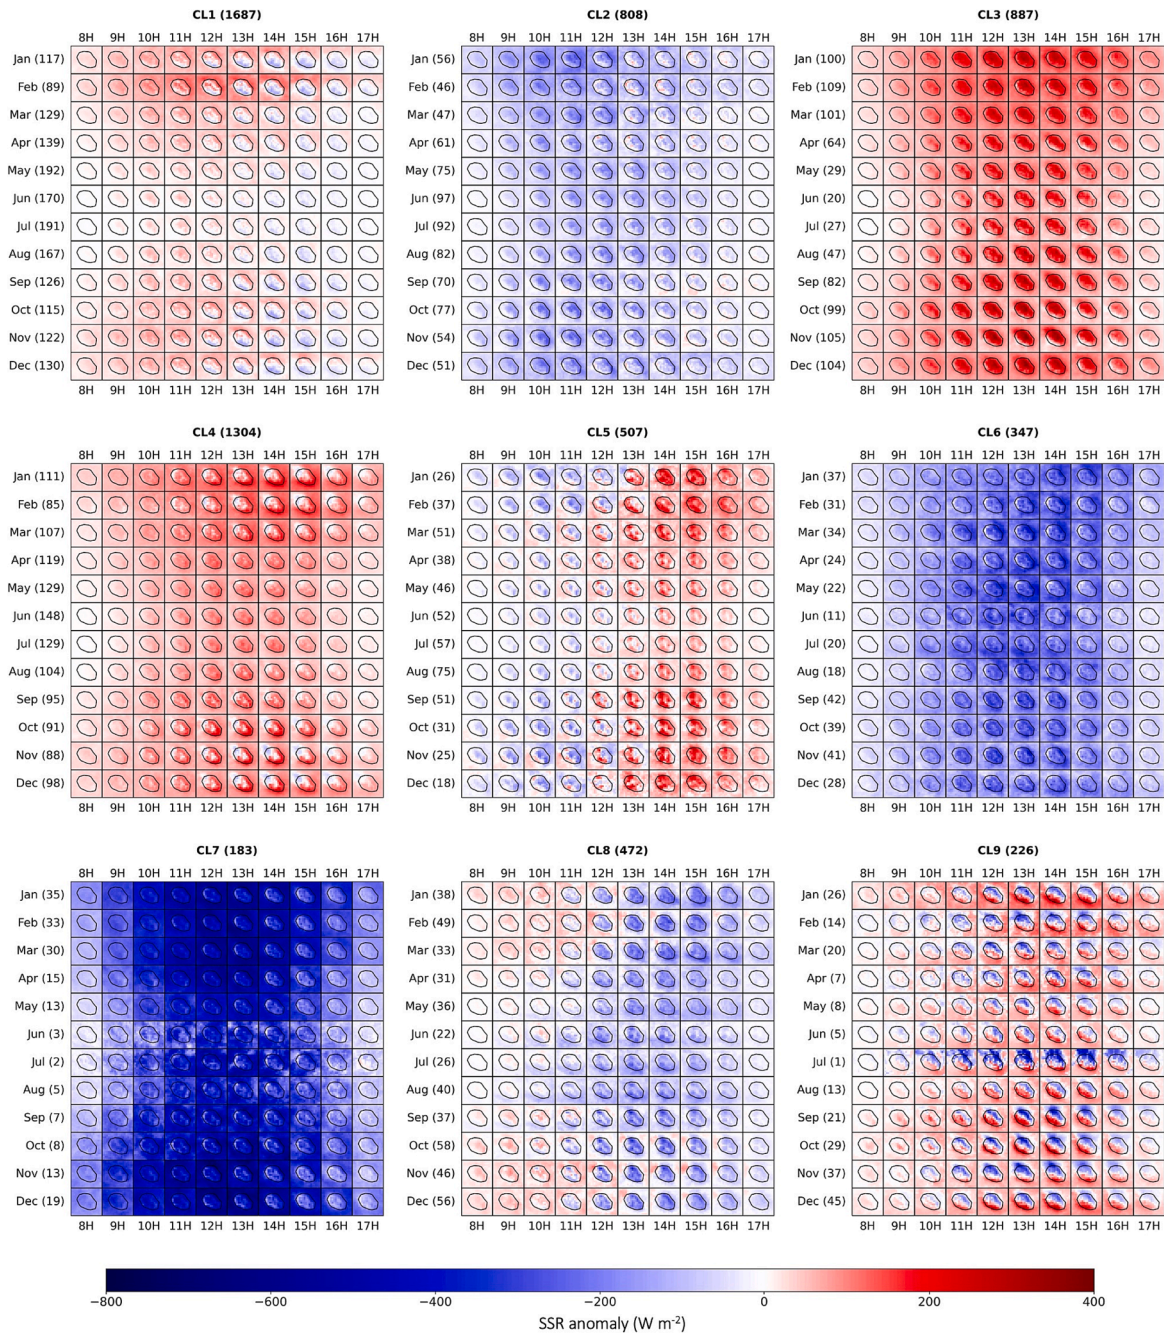 CL1 (1687) CL2 (808) CL3 (887)
8H 9H 10H 11H 12H 13H 14H 15H 16H 17H 8H 9H 10H 11H 12H 13H 14H 15H 16H 17H 8H 9H 10H 11H 12H 13H 14H 15H 16H 17H
Jan (117) Jan (56) Jan (100)
Feb (89) Feb (46) Feb (109)
Mar (129) Mar (47) Mar (101)
Apr (139) Apr (61) Apr (64)
May (192) May (75) May (29)
Jun (170) Jun (97) Jun (20)
Jul (191) Jul (92) Jul (27)
Aug (167) Aug (82) Aug (47)
Sep (126) Sep (70) Sep (82)
Oct (115) Oct (77) Oct (99)
Nov (122) Nov (54) Nov (105)
Dec (130) Dec (51) Dec (104)
8H 9H 10H 11H 12H 13H 14H 15H 16H 17H 8H 9H 10H 11H 12H 13H 14H 15H 16H 17H 8H 9H 10H 11H 12H 13H 14H 15H 16H 17H
CL4 (1304) CL5 (507) CL6 (347)
8H 9H 10H 11H 12H 13H 14H 15H 16H 17H 8H 9H 10H 11H 12H 13H 14H 15H 16H 17H 8H 9H 10H 11H 12H 13H 14H 15H 16H 17H
Jan (111) Jan (26) Jan (37)
Feb (85) Feb (37) Feb (31)
Mar (107) Mar (51) Mar (34)
Apr (119) Apr (38) Apr (24)
May (129) May (46) May (22)
Jun (148) Jun (52) Jun (11)
Jul (129) Jul (57) Jul (20)
Aug (104) Aug (75) Aug (18)
Sep (95) Sep (51) Sep (42)
Oct (91) Oct (31) Oct (39)
Nov (88) Nov (25) Nov (41)
Dec (98) Dec (18) Dec (28)
8H 9H 10H 11H 12H 13H 14H 15H 16H 17H 8H 9H 10H 11H 12H 13H 14H 15H 16H 17H 8H 9H 10H 11H 12H 13H 14H 15H 16H 17H
CL7 (183) CL8 (472) CL9 (226)
8H 9H 10H 11H 12H 13H 14H 15H 16H 17H 8H 9H 10H 11H 12H 13H 14H 15H 16H 17H 8H 9H 10H 11H 12H 13H 14H 15H 16H 17H
Jan (35) Jan (38) Jan (26)
Feb (33) Feb (49) Feb (14)
Mar (30) Mar (33) Mar (20)
Apr (15) Apr (31) Apr (7)
May (13) May (36) May (8)
Jun (3) Jun (22) Jun (5)
Jul (2) Jul (26) Jul (1)
Aug (5) Aug (40) Aug (13)
Sep (7) Sep (37) Sep (21)
Oct (8) Oct (58) Oct (29)
Nov (13) Nov (46) Nov (37)
Dec (19) Dec (56) Dec (45)
8H 9H 10H 11H 12H 13H 14H 15H 16H 17H 8H 9H 10H 11H 12H 13H 14H 15H 16H 17H 8H 9H 10H 11H 12H 13H 14H 15H 16H 17H
−800 −600 −400 −200 0 200 400
SSR anomaly (W m⁻²)